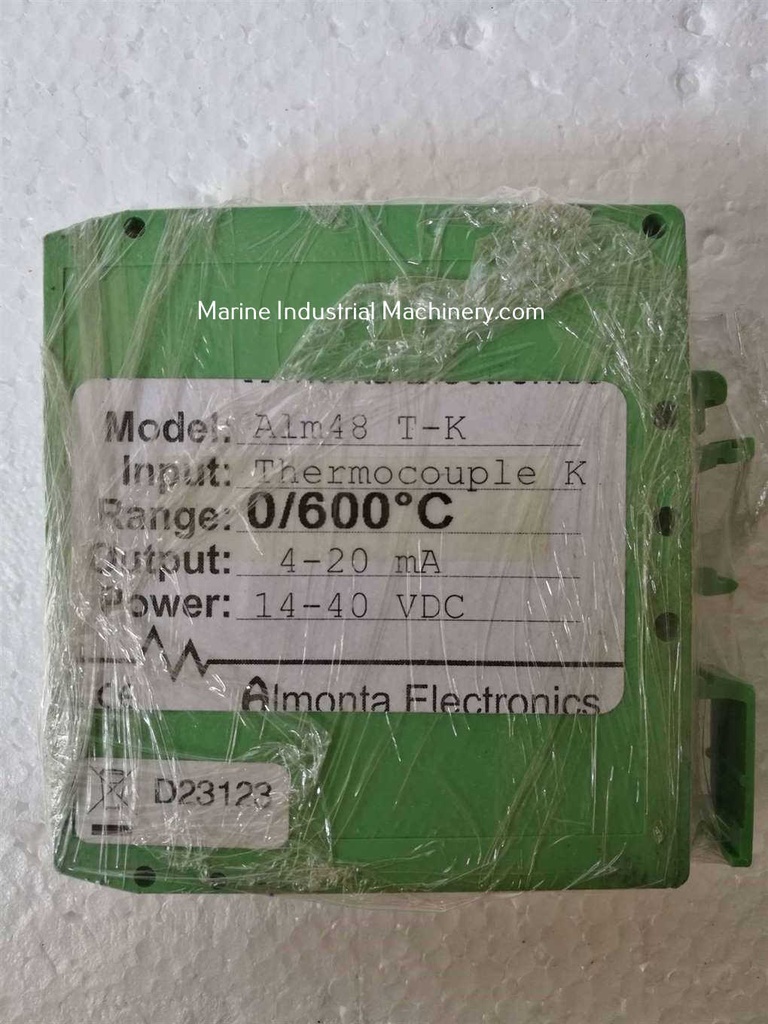 Marine Industrial Machinery.com
Model: Alm48 T-K
Input: Thermocouple K
Range: 0/600°C
Output: 4-20 mA
Power: 14-40 VDC
CE Almonta Electronics
D23123